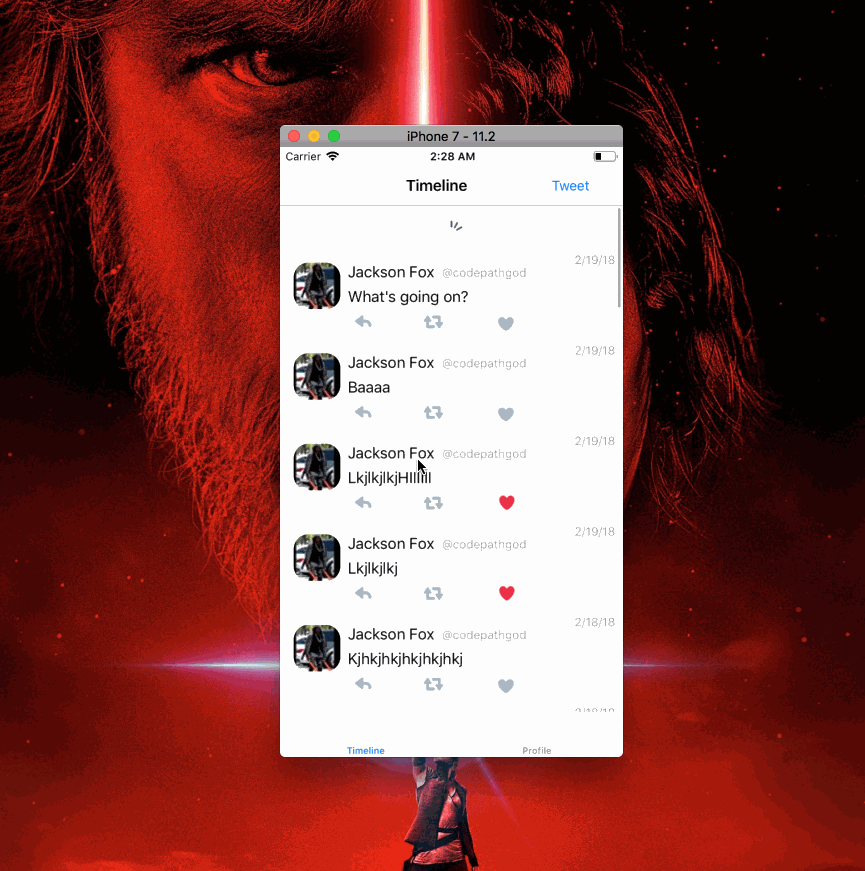 iPhone 7 - 11.2
Carrier 2:28 AM
Timeline Tweet
2/19/18
Jackson Fox @codepathgod
What's going on?
2/19/18
Jackson Fox @codepathgod
Baaaa
2/19/18
Jackson Fox @codepathgod
2/19/18
Jackson Fox @codepathgod
Lkjlkjlkj
2/18/18
Jackson Fox @codepathgod
Kjhkjhkjhkjhkjhkj
Timeline Profile